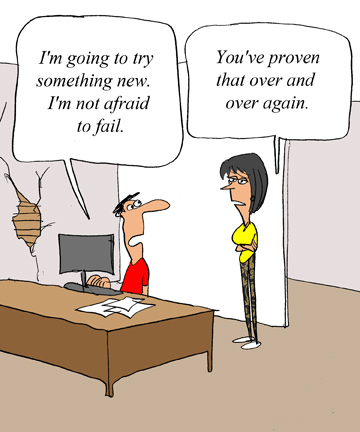 I'm going to try
something new.
I'm not afraid
to fail.
You've proven
that over and
over again.